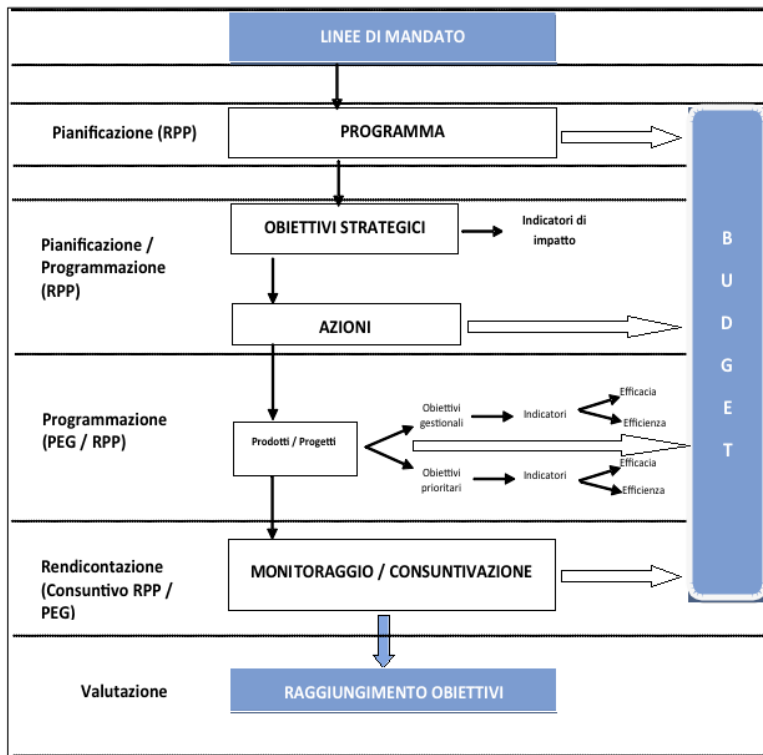 LINEE DI MANDATO
Pianificazione (RPP)
PROGRAMMA
Pianificazione /
Programmazione
(RPP)
OBIETTIVI STRATEGICI
Indicatori di
impatto
AZIONI
Programmazione
(PEG / RPP)
Prodotti / Progetti
Obiettivi
gestionali
Indicatori
Efficacia
Efficienza
Obiettivi
prioritari
Indicatori
Efficacia
Efficienza
Rendicontazione
(Consuntivo RPP /
PEG)
MONITORAGGIO / CONSUNTIVAZIONE
Valutazione
RAGGIUNGIMENTO OBIETTIVI
B
U
D
G
E
T